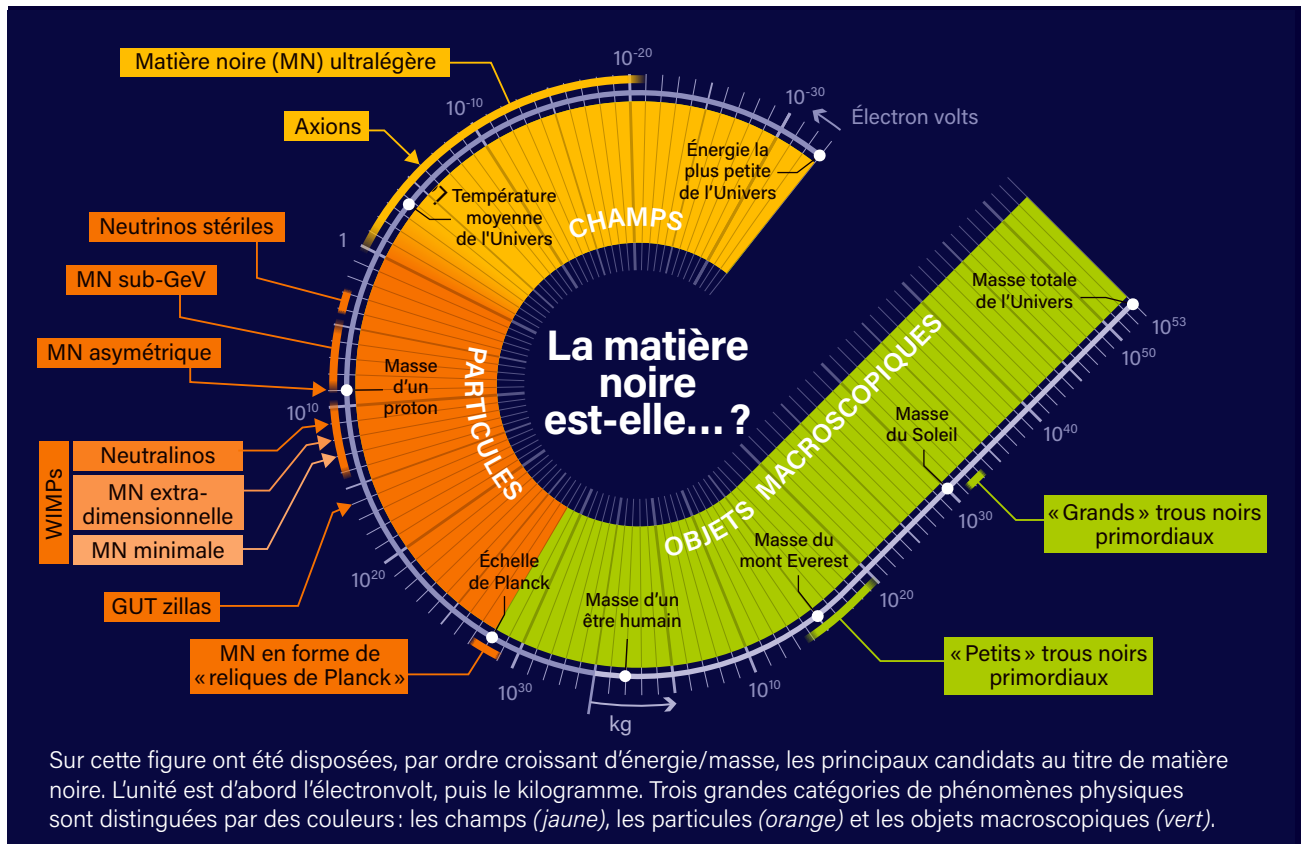 Matière noire (MN) ultralégère
Axions
Neutrinos stériles
MN sub-GeV
MN asymétrique
WIMPs
Neutralinos
MN extra-
dimensionnelle
MN minimale
GUT zillas
MN en forme de
« reliques de Planck »
10⁻³⁰
10⁻²⁰
10⁻¹⁰
1
10¹⁰
10²⁰
10³⁰
Électron volts
Énergie la
plus petite
de l’Univers
?
Température
moyenne
de l'Univers
CHAMPS
Masse
d’un
proton
PARTICULES
Échelle
de Planck
La matière
noire
est-elle… ?
Masse d’un
être humain
kg
OBJETS MACROSCOPIQUES
Masse du
mont Everest
Masse
du Soleil
Masse totale
de l’Univers
10¹⁰
10²⁰
10³⁰
10⁴⁰
10⁵⁰
10⁵³
« Grands » trous noirs
primordiaux
« Petits » trous noirs
primordiaux
Sur cette figure ont été disposées, par ordre croissant d’énergie/masse, les principaux candidats au titre de matière
noire. L’unité est d’abord l’électronvolt, puis le kilogramme. Trois grandes catégories de phénomènes physiques
sont distinguées par des couleurs : les champs (jaune), les particules (orange) et les objets macroscopiques (vert).